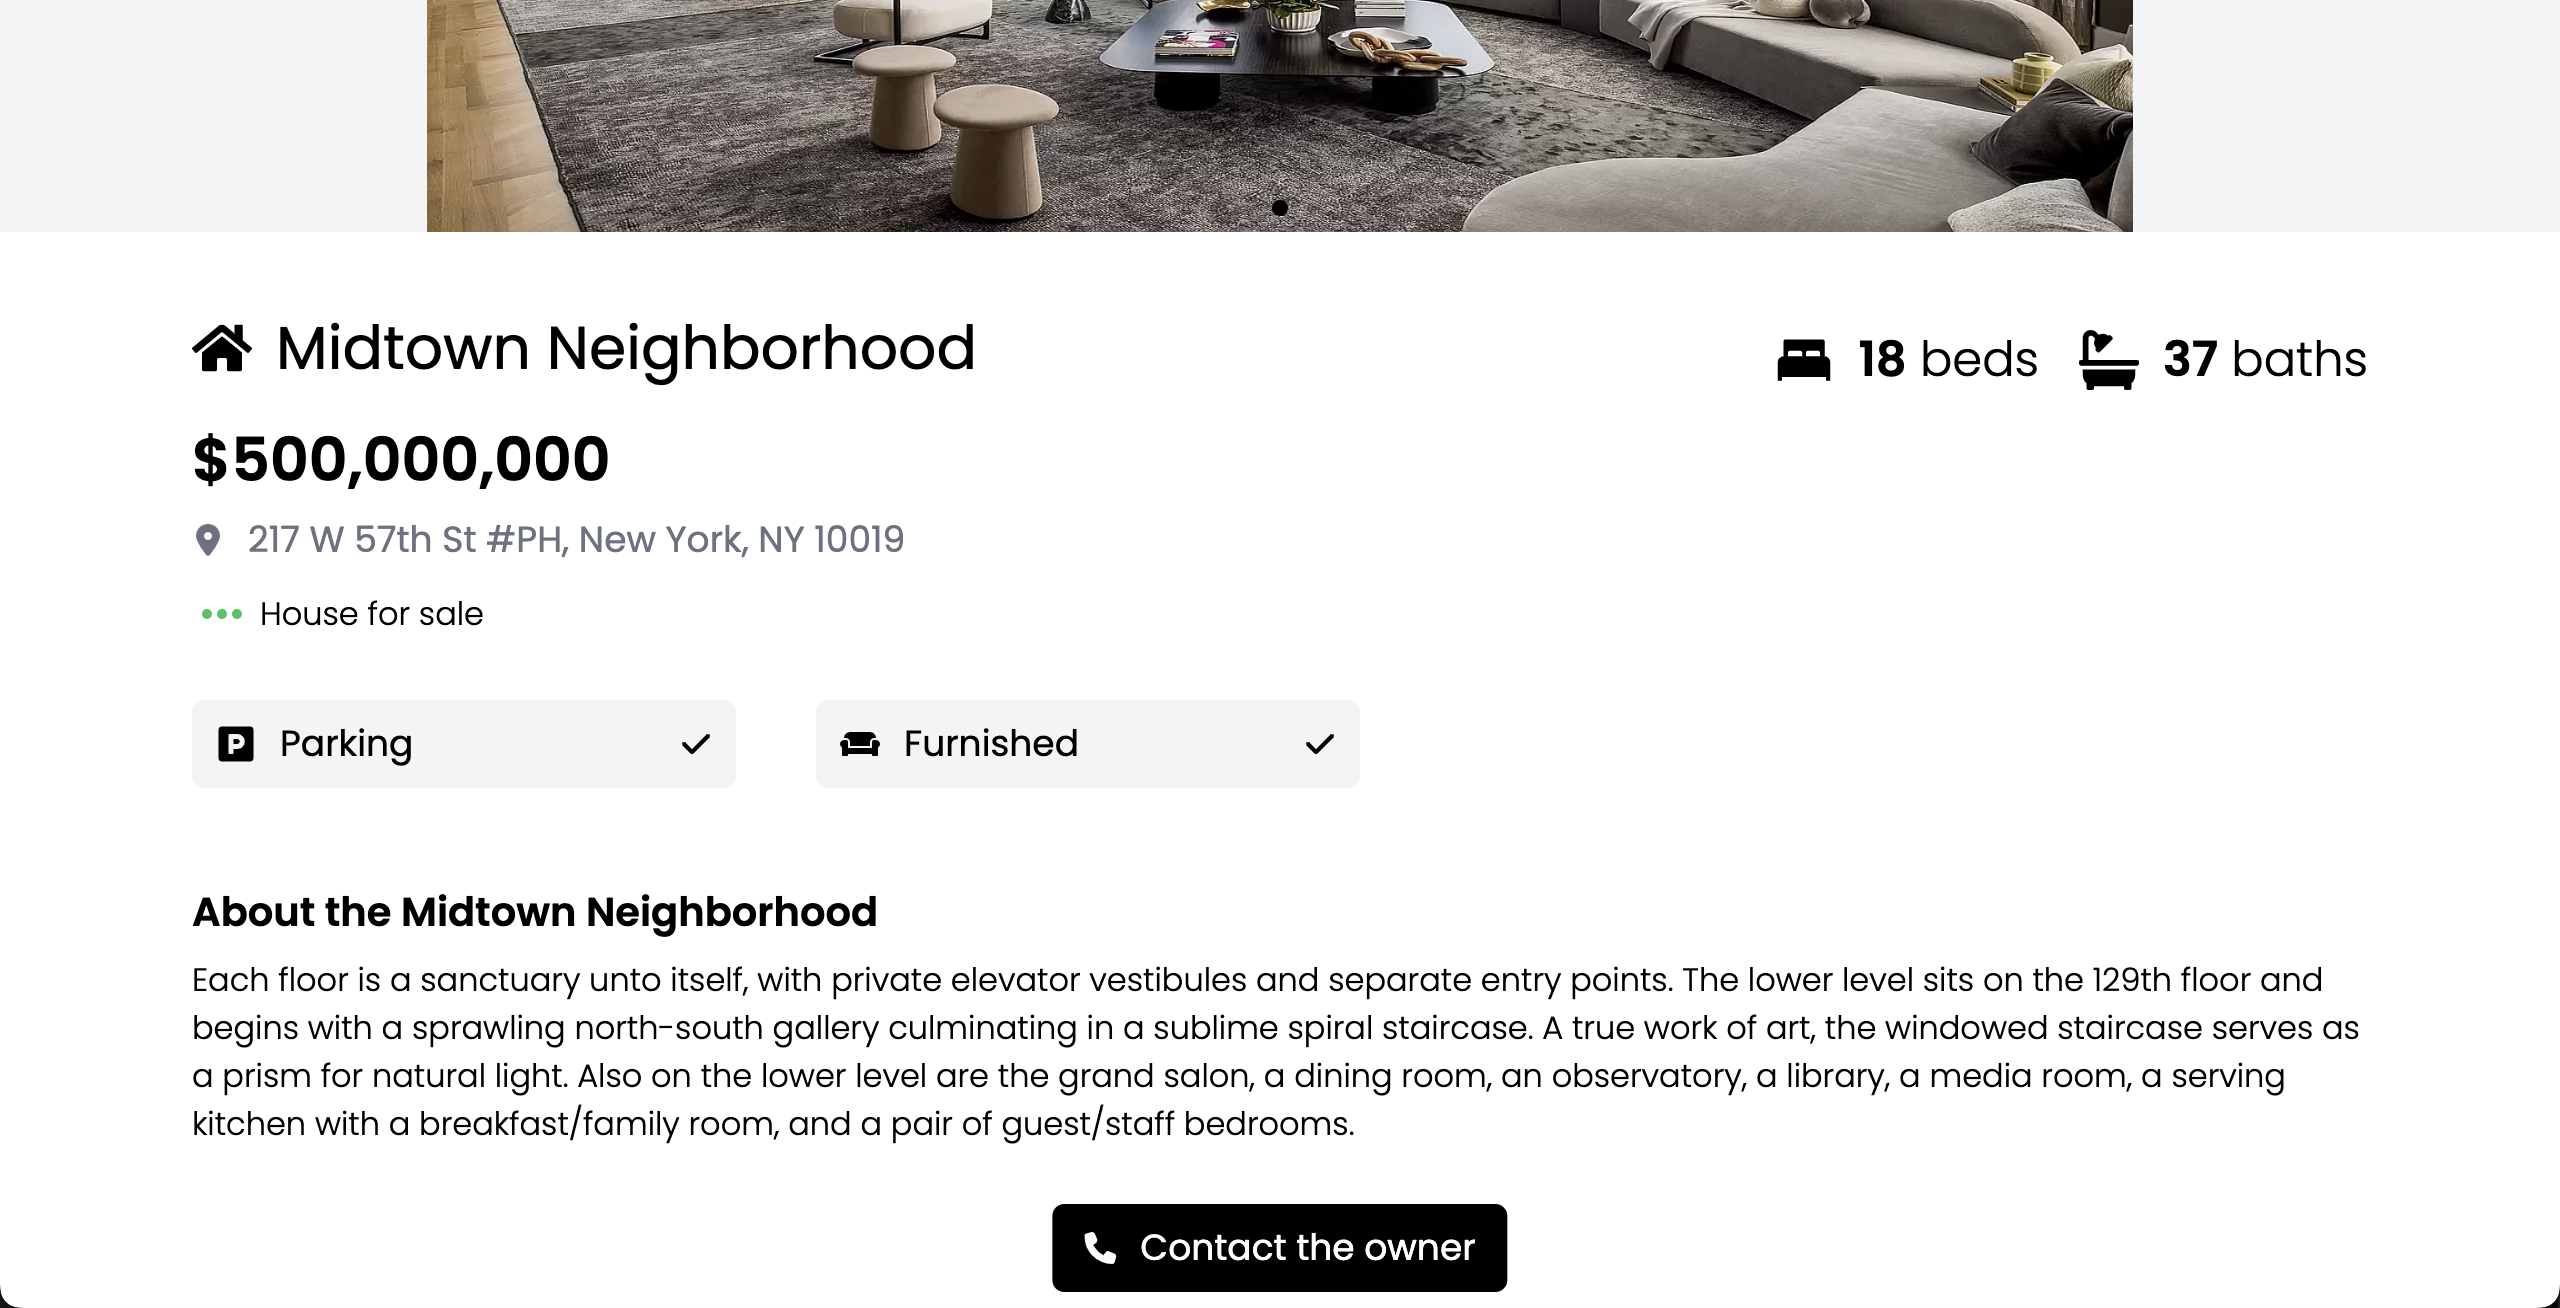 Midtown Neighborhood
18 beds 37 baths
$500,000,000
217 W 57th St #PH, New York, NY 10019
House for sale
P Parking
Furnished
About the Midtown Neighborhood
Each floor is a sanctuary unto itself, with private elevator vestibules and separate entry points. The lower level sits on the 129th floor and
begins with a sprawling north-south gallery culminating in a sublime spiral staircase. A true work of art, the windowed staircase serves as
a prism for natural light. Also on the lower level are the grand salon, a dining room, an observatory, a library, a media room, a serving
kitchen with a breakfast/family room, and a pair of guest/staff bedrooms.
Contact the owner